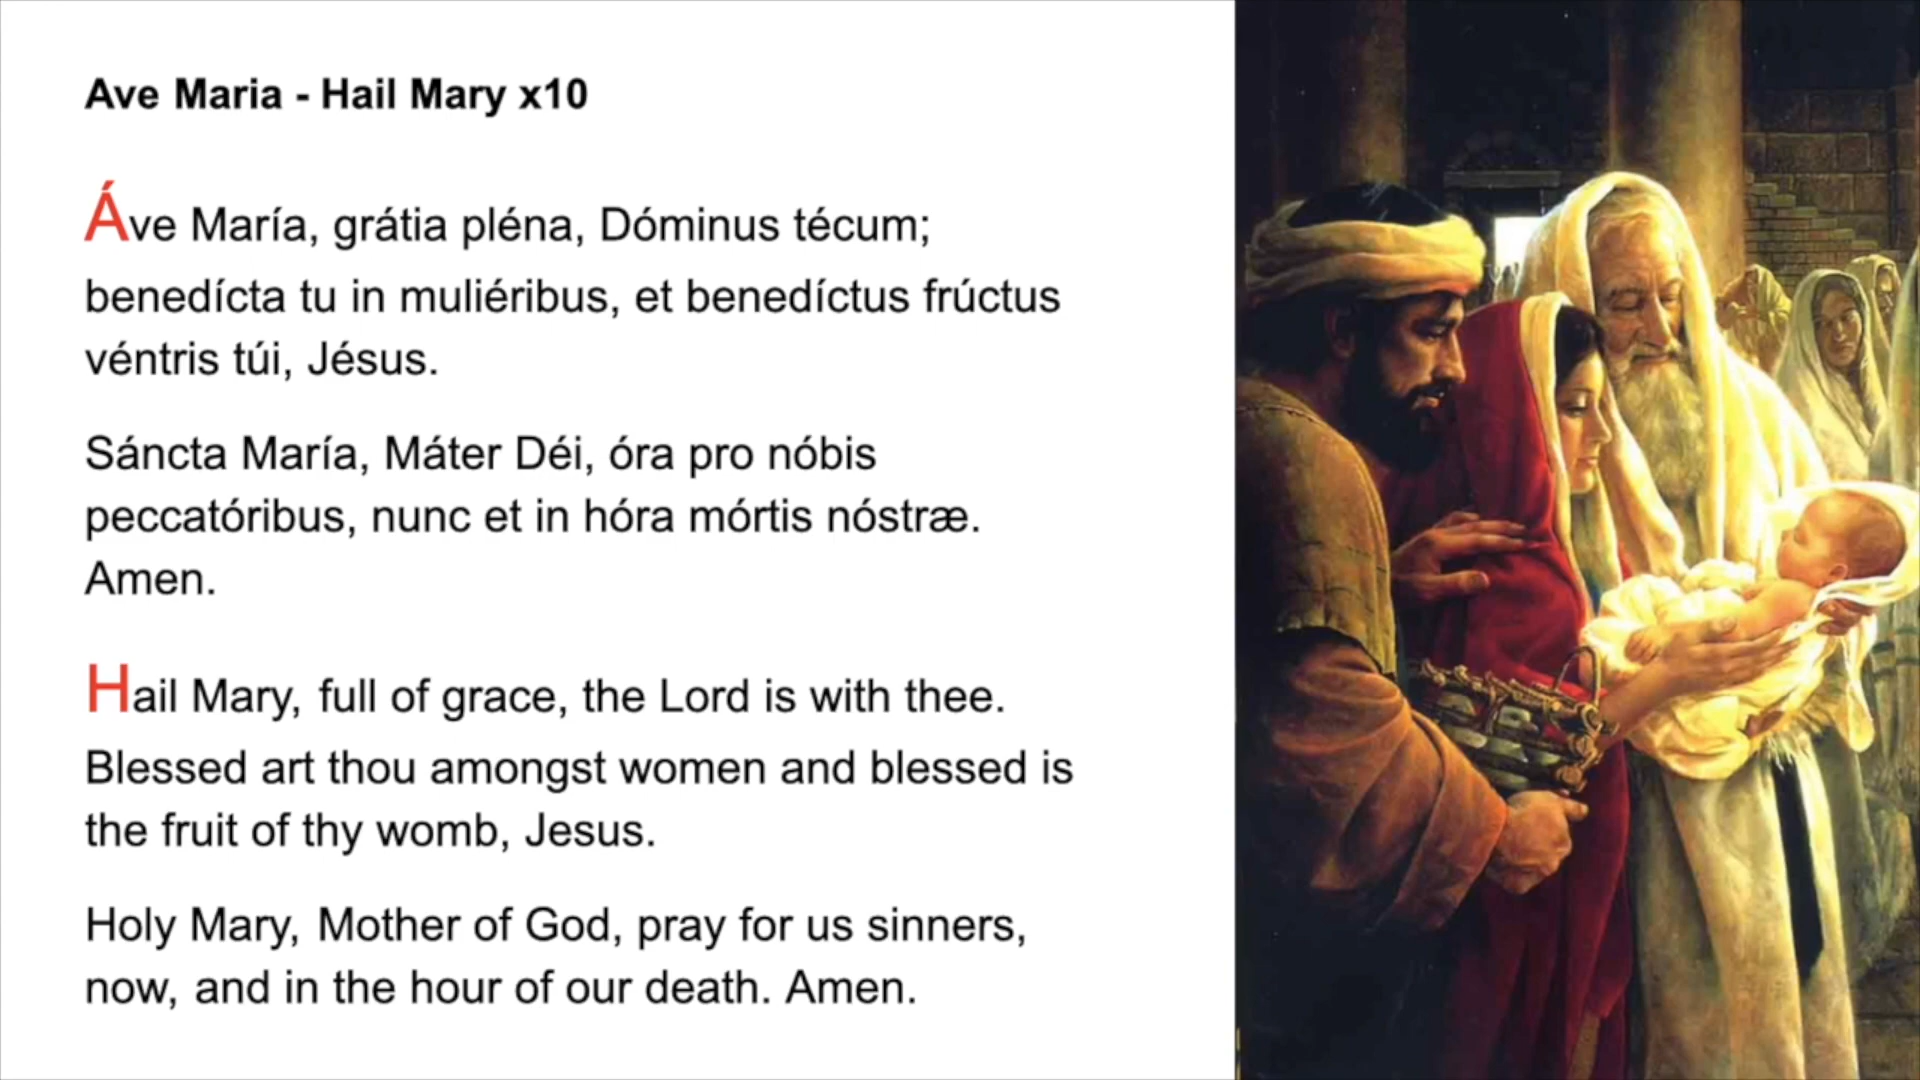 Ave Maria - Hail Mary x10
Áve María, grátia pléna, Dóminus técum;
benedícta tu in muliéribus, et benedíctus frúctus
véntris túi, Jésus.
Sáncta María, Máter Déi, óra pro nóbis
peccatóribus, nunc et in hóra mórtis nóstræ.
Amen.
Hail Mary, full of grace, the Lord is with thee.
Blessed art thou amongst women and blessed is
the fruit of thy womb, Jesus.
Holy Mary, Mother of God, pray for us sinners,
now, and in the hour of our death. Amen.